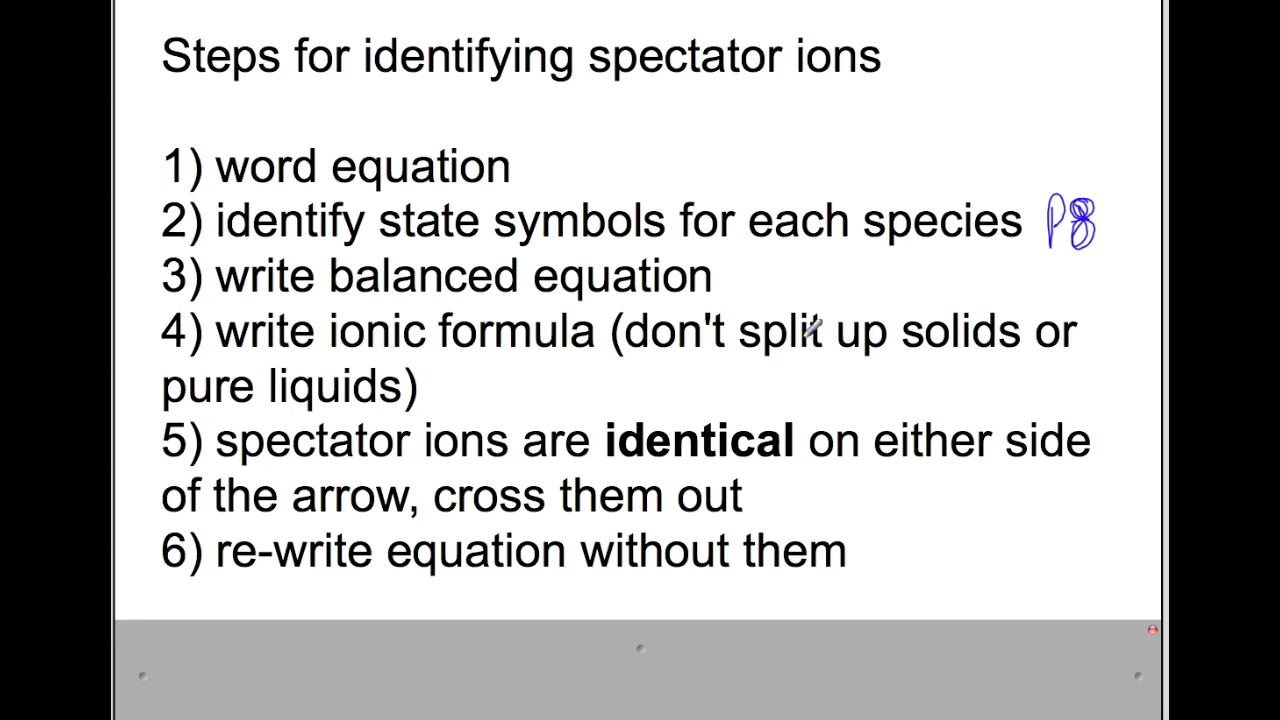 Steps for identifying spectator ions
1) word equation
2) identify state symbols for each species P8
3) write balanced equation
4) write ionic formula (don't split up solids or
pure liquids)
5) spectator ions are identical on either side
of the arrow, cross them out
6) re-write equation without them